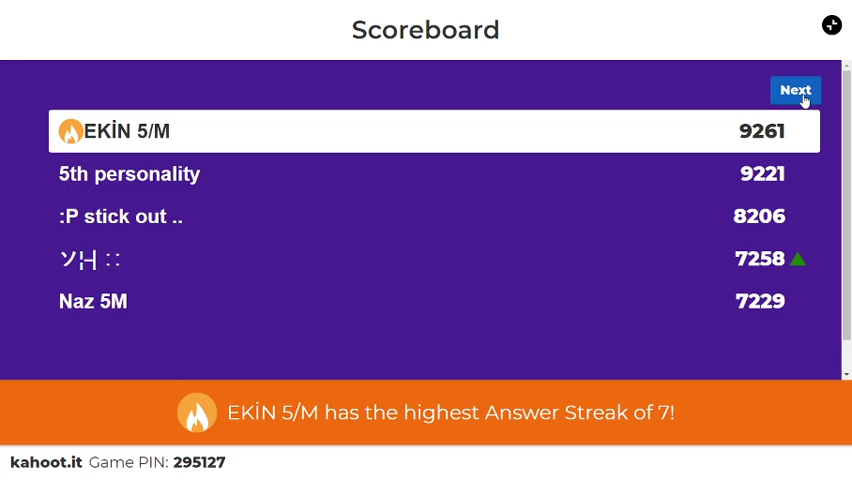 Scoreboard
Next
EKİN 5/M 9261
5th personality 9221
:P stick out .. 8206
7258
Naz 5M 7229
EKİN 5/M has the highest Answer Streak of 7!
kahoot.it Game PIN: 295127